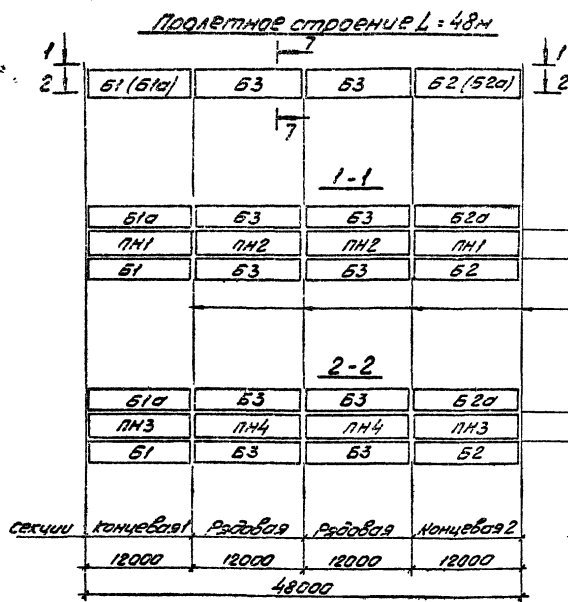 Пролетное строение L=48м
7
1 1
2 Б1(Б1а) Б3 Б3 Б2(Б2а) 2
7
1-1
Б1а Б3 Б3 Б2а
ПН1 ПН2 ПН2 ПН1
Б1 Б3 Б3 Б2
2-2
Б1а Б3 Б3 Б2а
ПН3 ПН4 ПН4 ПН3
Б1 Б3 Б3 Б2
секции концевая1 Рядовая Рядовая Концевая2
12000 12000 12000 12000
48000